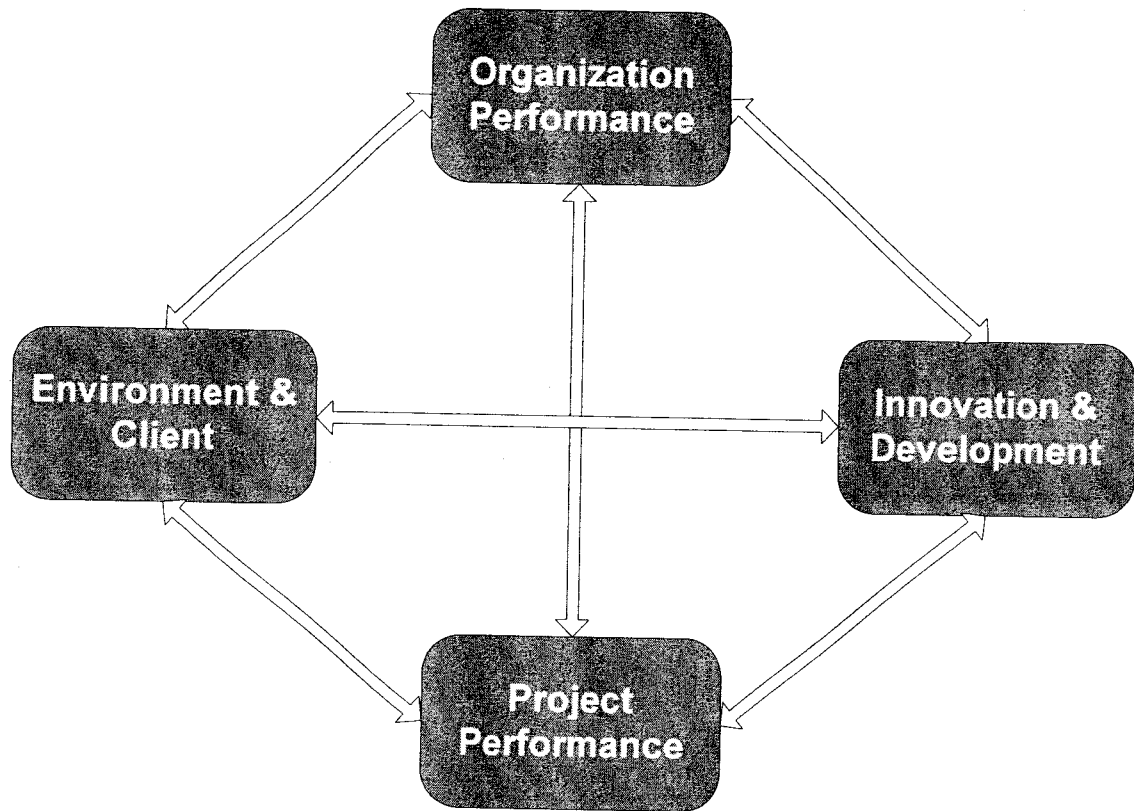 Organization
Performance
Environment &
Client
Innovation &
Development
Project
Performance